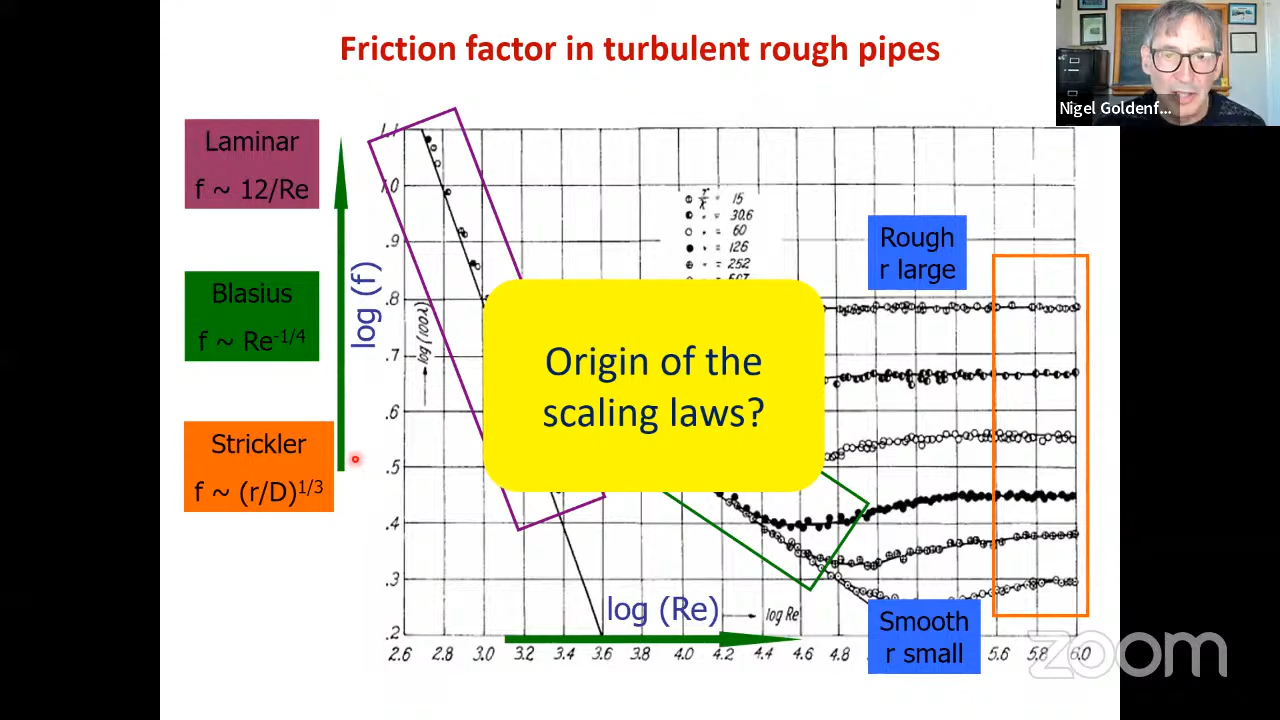 Friction factor in turbulent rough pipes
Nigel Goldenf...
Laminar
f ~ 12/Re
Blasius
f ~ Re-1/4
Strickler
f ~ (r/D)1/3
log (f)
log(100λ)
1.0
.9
.8
.7
.6
.5
.4
.3
.2
r/k = 15
" = 30.6
" = 60
" = 126
" = 252
Rough
r large
Origin of the
scaling laws?
log (Re)
log Re
Smooth
r small
2.6 2.8 3.0 3.2 3.4 3.6 3.8 4.0 4.2 4.4 4.6 4.8 5.6 5.8 6.0
zoom